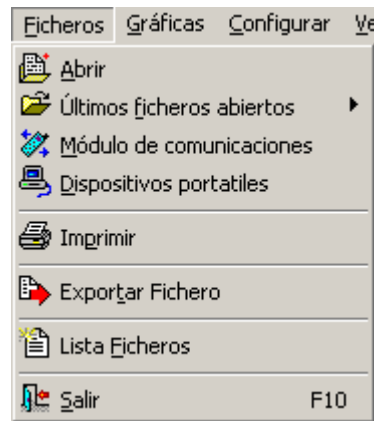 Ficheros Gráficas Configurar Ve
Abrir
Últimos ficheros abiertos
Módulo de comunicaciones
Dispositivos portatiles
Imprimir
Exportar Fichero
Lista Ficheros
Salir F10